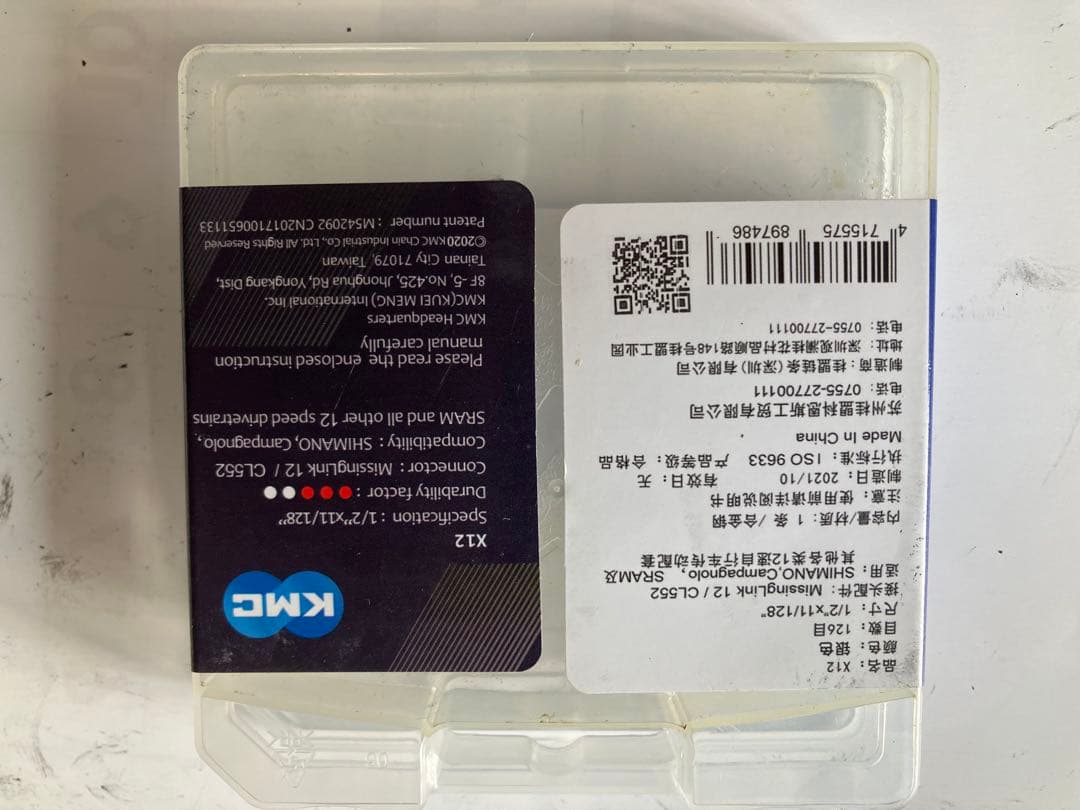 KMC
X12
Specification : 1/2"x11/128"
Durability factor :
Connector : MissingLink 12 / CL552
Compatibility : SHIMANO, Campagnolo,
SRAM and all other 12 speed drivetrains
Please read the enclosed instruction
manual carefully
KMC Headquarters
KMC(KUEI MENG) International Inc.
8F-5, No.425, Jhonghua Rd, Yongkang Dist,
Tainan City 71079, Taiwan
©2020 KMC Chain Industrial Co., Ltd. All Rights Reserved
Patent number : M542092 CN2017100651133
品名: X12
颜色: 银色
目数: 126目
尺寸: 1/2"x11/128"
接头配件: MissingLink 12 / CL552
适用: SHIMANO,Campagnolo, SRAM及
其他各类12速自行车传动配套
内容量/材质: 1 条 /合金钢
注意: 使用前请详阅说明书
制造日: 2021/10 有效日期: 无
执行标准: ISO 9633 产品等级: 合格品
Made In China
苏州桂盟科恩斯工贸有限公司
电话: 0755-27700111
制造商: 桂盟链条(深圳)有限公司
地址: 深圳观澜桂花村品顺路148号桂盟工业园
电话: 0755-27700111
4 715575 897486